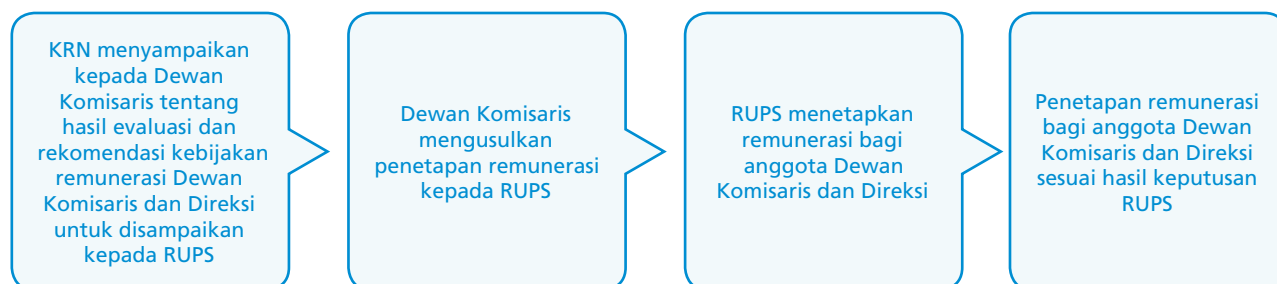 KRN menyampaikan
kepada Dewan
Komisaris tentang
hasil evaluasi dan
rekomendasi kebijakan
remunerasi Dewan
Komisaris dan Direksi
untuk disampaikan
kepada RUPS
Dewan Komisaris
mengusulkan
penetapan remunerasi
kepada RUPS
RUPS menetapkan
remunerasi bagi
anggota Dewan
Komisaris dan Direksi
Penetapan remunerasi
bagi anggota Dewan
Komisaris dan Direksi
sesuai hasil keputusan
RUPS